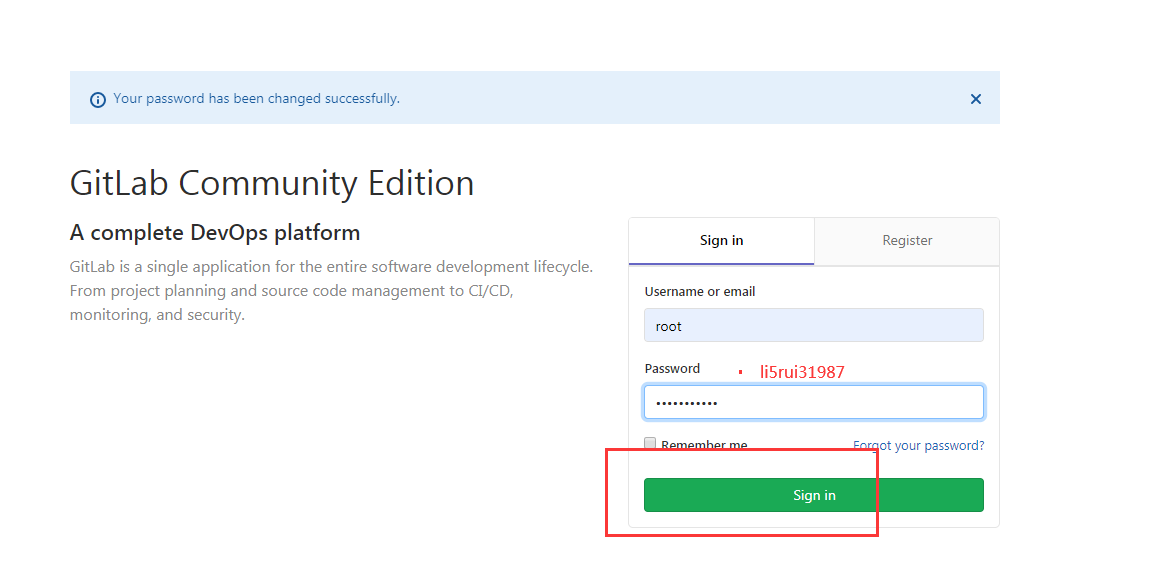 Your password has been changed successfully.
GitLab Community Edition
A complete DevOps platform
GitLab is a single application for the entire software development lifecycle.
From project planning and source code management to CI/CD,
monitoring, and security.
Sign in
Register
Username or email
root
Password
li5rui31987
•••••••••••
Remember me
Forgot your password?
Sign in